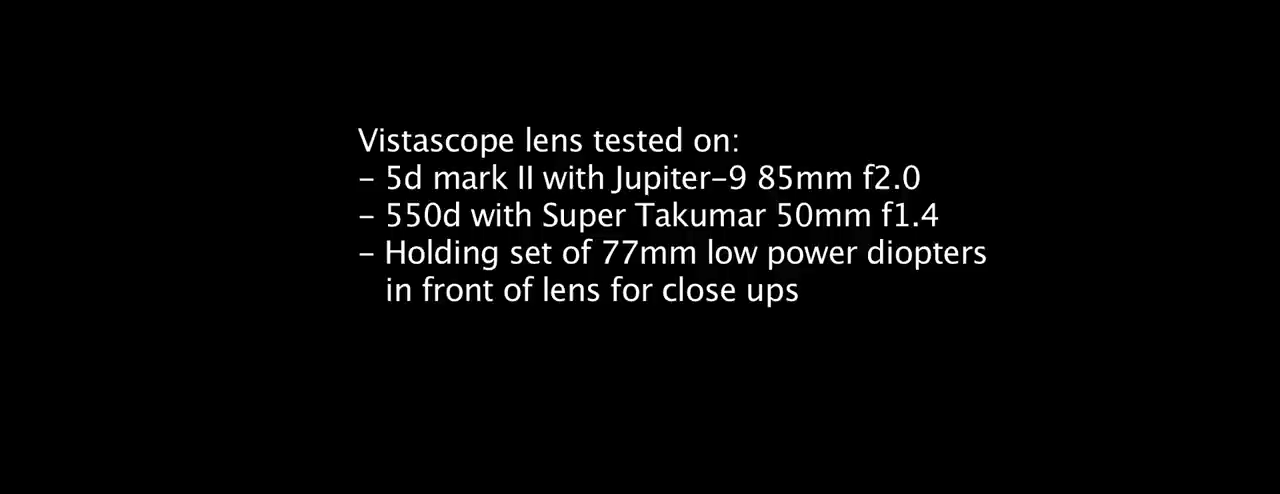 Vistascope lens tested on:
- 5d mark II with Jupiter-9 85mm f2.0
- 550d with Super Takumar 50mm f1.4
- Holding set of 77mm low power diopters
in front of lens for close ups